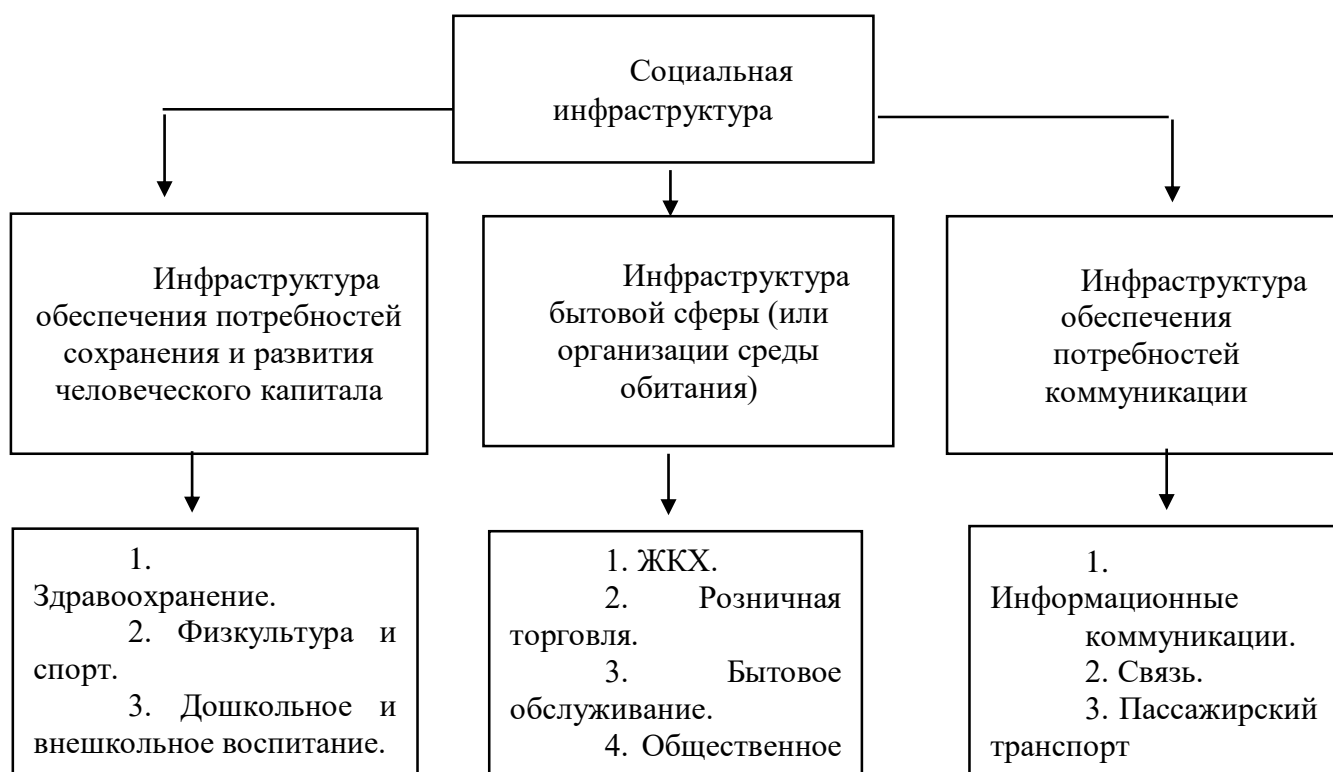 Социальная
инфраструктура
Инфраструктура
обеспечения потребностей
сохранения и развития
человеческого капитала
Инфраструктура
бытовой сферы (или
организации среды
обитания)
Инфраструктура
обеспечения
потребностей
коммуникации
1.
Здравоохранение.
2. Физкультура и
спорт.
3. Дошкольное и
внешкольное воспитание.
1. ЖКХ.
2. Розничная
торговля.
3. Бытовое
обслуживание.
4. Общественное
1.
Информационные
коммуникации.
2. Связь.
3. Пассажирский
транспорт